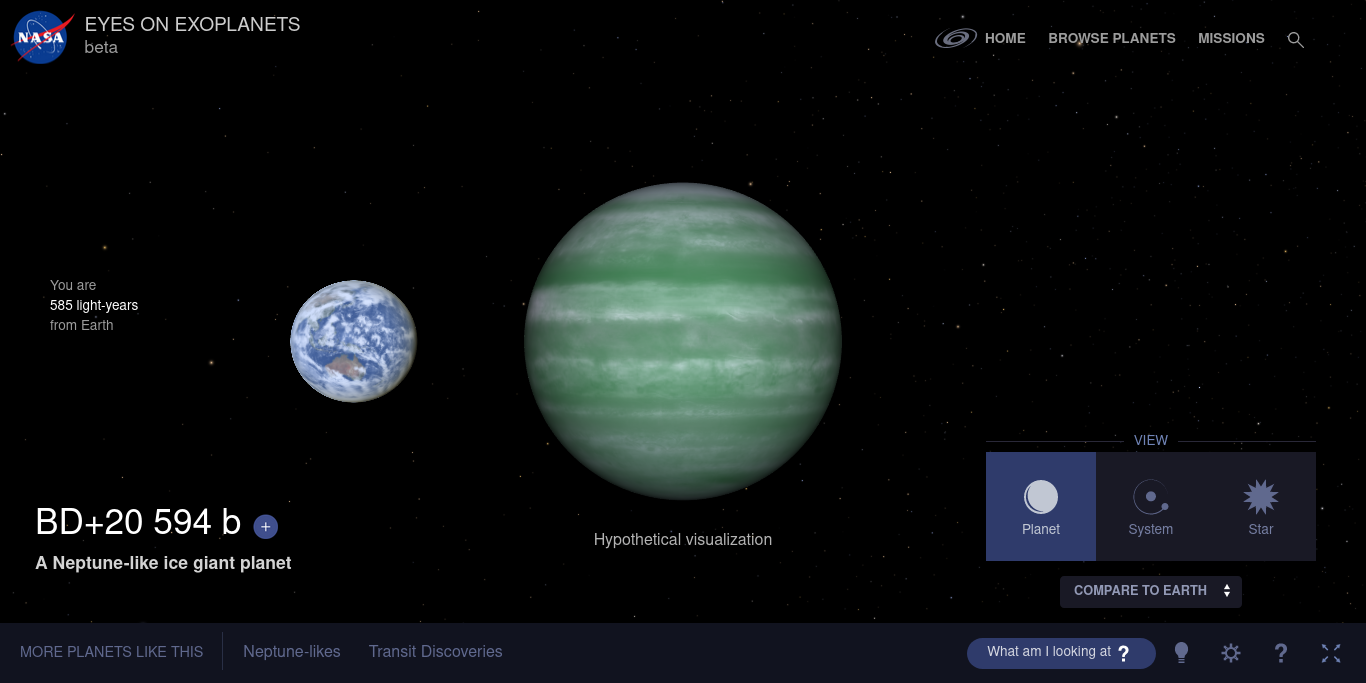 NASA
EYES ON EXOPLANETS
beta
HOME
BROWSE PLANETS
MISSIONS
You are
585 light-years
from Earth
VIEW
Planet
System
Star
BD+20 594 b +
A Neptune-like ice giant planet
Hypothetical visualization
COMPARE TO EARTH
MORE PLANETS LIKE THIS
Neptune-likes
Transit Discoveries
What am I looking at ?
?